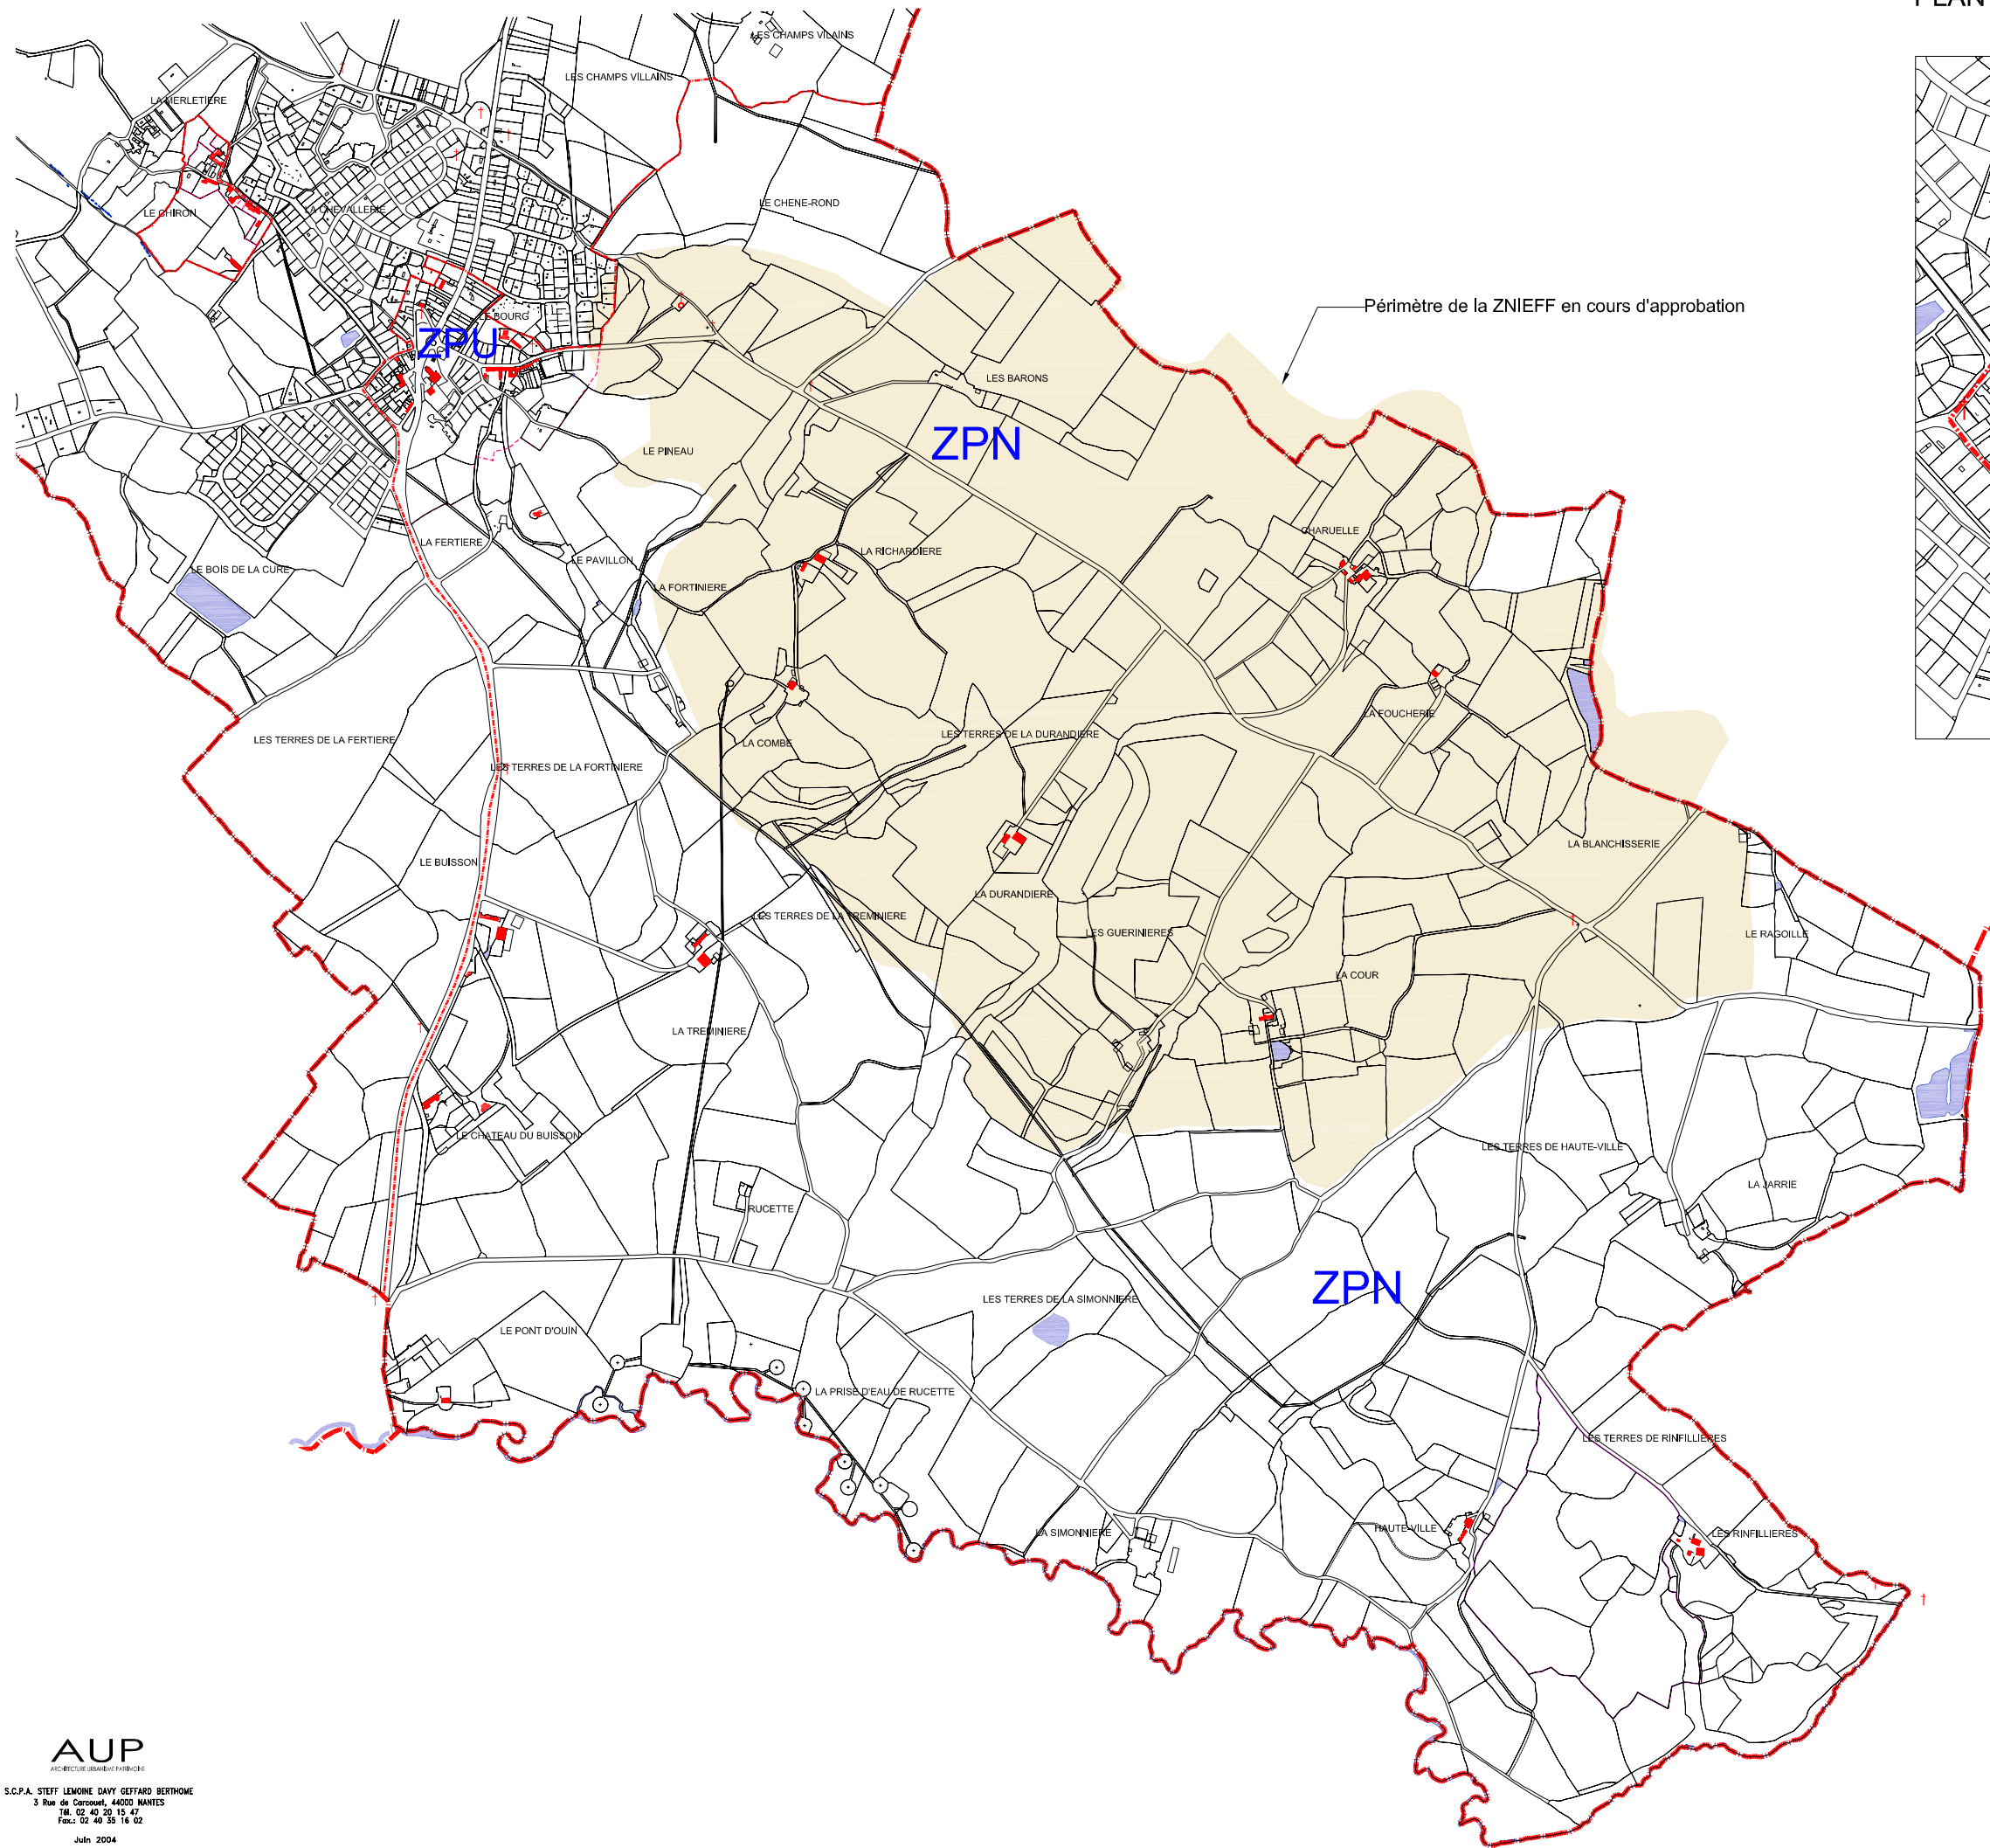 PLAN
LES CHAMPS VILAINS
LES CHAMPS VILLAINS
LA MERLETIERE
LE CHENE-ROND
LE CHIRON
LA CHEVALLERIE
Périmètre de la ZNIEFF en cours d'approbation
LE BOURG
ZPU
LES BARONS
ZPN
LE PINEAU
CHARUELLE
LA FERTIERE
LA RICHARDIERE
LE PAVILLON
LE BOIS DE LA CURE
LA FORTINIERE
LA FOUCHERIE
LES TERRES DE LA FERTIERE
LA COMBE
LES TERRES DE LA DURANDIERE
LES TERRES DE LA FORTINIERE
LA BLANCHISSERIE
LE BUISSON
LA DURANDIERE
LES TERRES DE LA TREMINIERE
LES GUERINIERES
LE RAGOILLE
LA COUR
LA TREMINIERE
LE CHATEAU DU BUISSON
LES TERRES DE HAUTE-VILLE
LA JARRIE
RUCETTE
ZPN
LES TERRES DE LA SIMONNIERE
LE PONT D'OUIN
LA PRISE D'EAU DE RUCETTE
LES TERRES DE RINFILLIERES
HAUTE-VILLE
LA SIMONNIERE
LES RINFILLIERES
AUP
ARCHITECTURE URBANISME PATRIMOINE
S.C.P.A. STEFF LEMOINE DAVY GEFFARD BERTHOME
3 Rue de Carcouet, 44000 NANTES
Tél. 02 40 20 15 47
Fax.: 02 40 35 16 02
Juin 2004